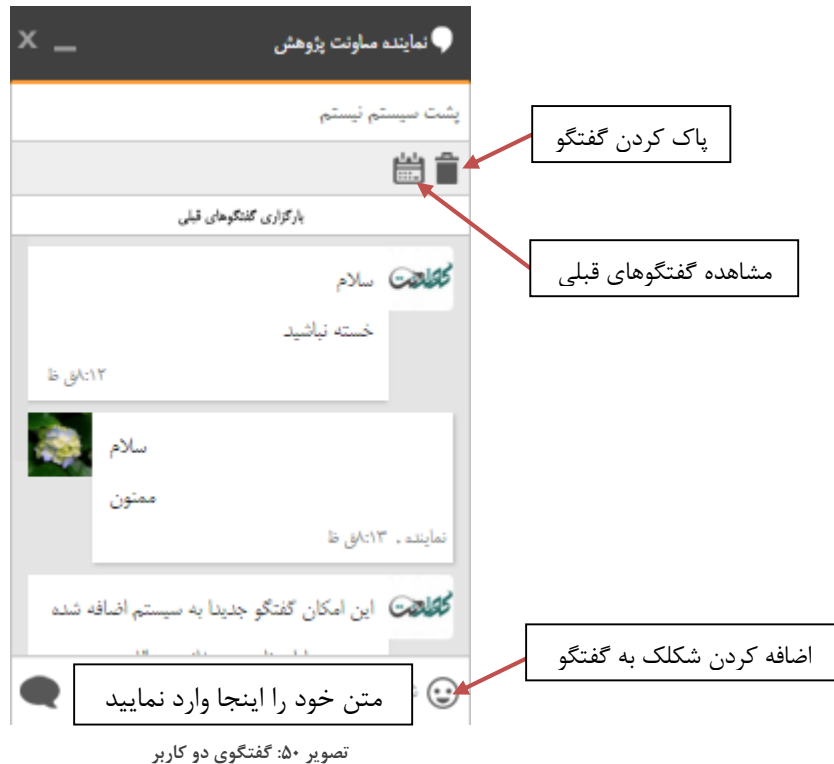 نماینده معاونت پژوهش
پشت سیستم نیستم
پاک کردن گفتگو
بارگزاری گفتگوهای قبلی
مشاهده گفتگوهای قبلی
سلام
خسته نباشید
۸:۱۲ق ظ
سلام
ممنون
نماینده . ۸:۱۳ق ظ
این امکان گفتگو جدیدا به سیستم اضافه شده
اضافه کردن شکلک به گفتگو
متن خود را اینجا وارد نمایید
تصویر ۵۰: گفتگوی دو کاربر